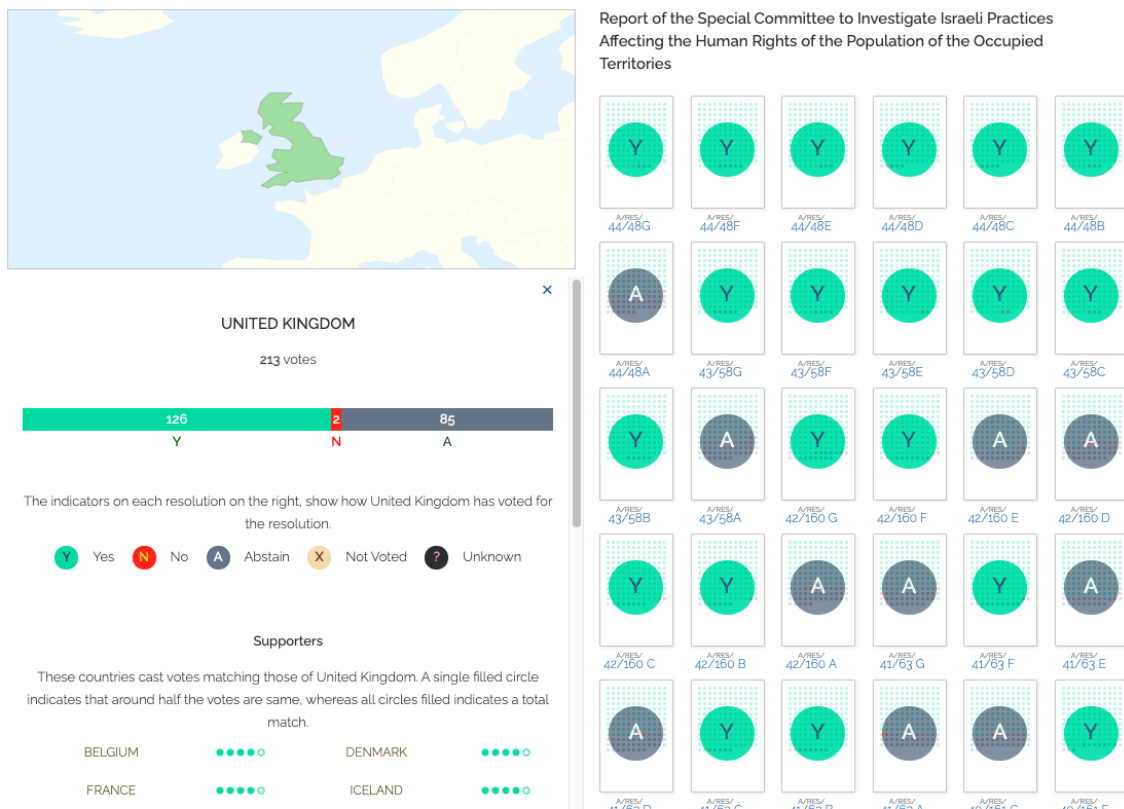 Report of the Special Committee to Investigate Israeli Practices
Affecting the Human Rights of the Population of the Occupied
Territories
×
UNITED KINGDOM
213 votes
126
2
85
Y
N
A
The indicators on each resolution on the right, show how United Kingdom has voted for
the resolution.
Y Yes N No A Abstain X Not Voted ? Unknown
Supporters
These countries cast votes matching those of United Kingdom. A single filled circle
indicates that around half the votes are same, whereas all circles filled indicates a total
match.
BELGIUM DENMARK
FRANCE ICELAND
Y Y Y Y Y Y
A/RES/ A/RES/ A/RES/ A/RES/ A/RES/ A/RES/
44/48G 44/48F 44/48E 44/48D 44/48C 44/48B
A Y Y Y Y Y
A/RES/ A/RES/ A/RES/ A/RES/ A/RES/ A/RES/
44/48A 43/58G 43/58F 43/58E 43/58D 43/58C
Y A Y Y A A
A/RES/ A/RES/ A/RES/ A/RES/ A/RES/ A/RES/
43/58B 43/58A 42/160 G 42/160 F 42/160 E 42/160 D
Y Y A A Y A
A/RES/ A/RES/ A/RES/ A/RES/ A/RES/ A/RES/
42/160 C 42/160 B 42/160 A 41/63 G 41/63 F 41/63 E
A Y Y A A Y
A/RES/ A/RES/ A/RES/ A/RES/ A/RES/ A/RES/